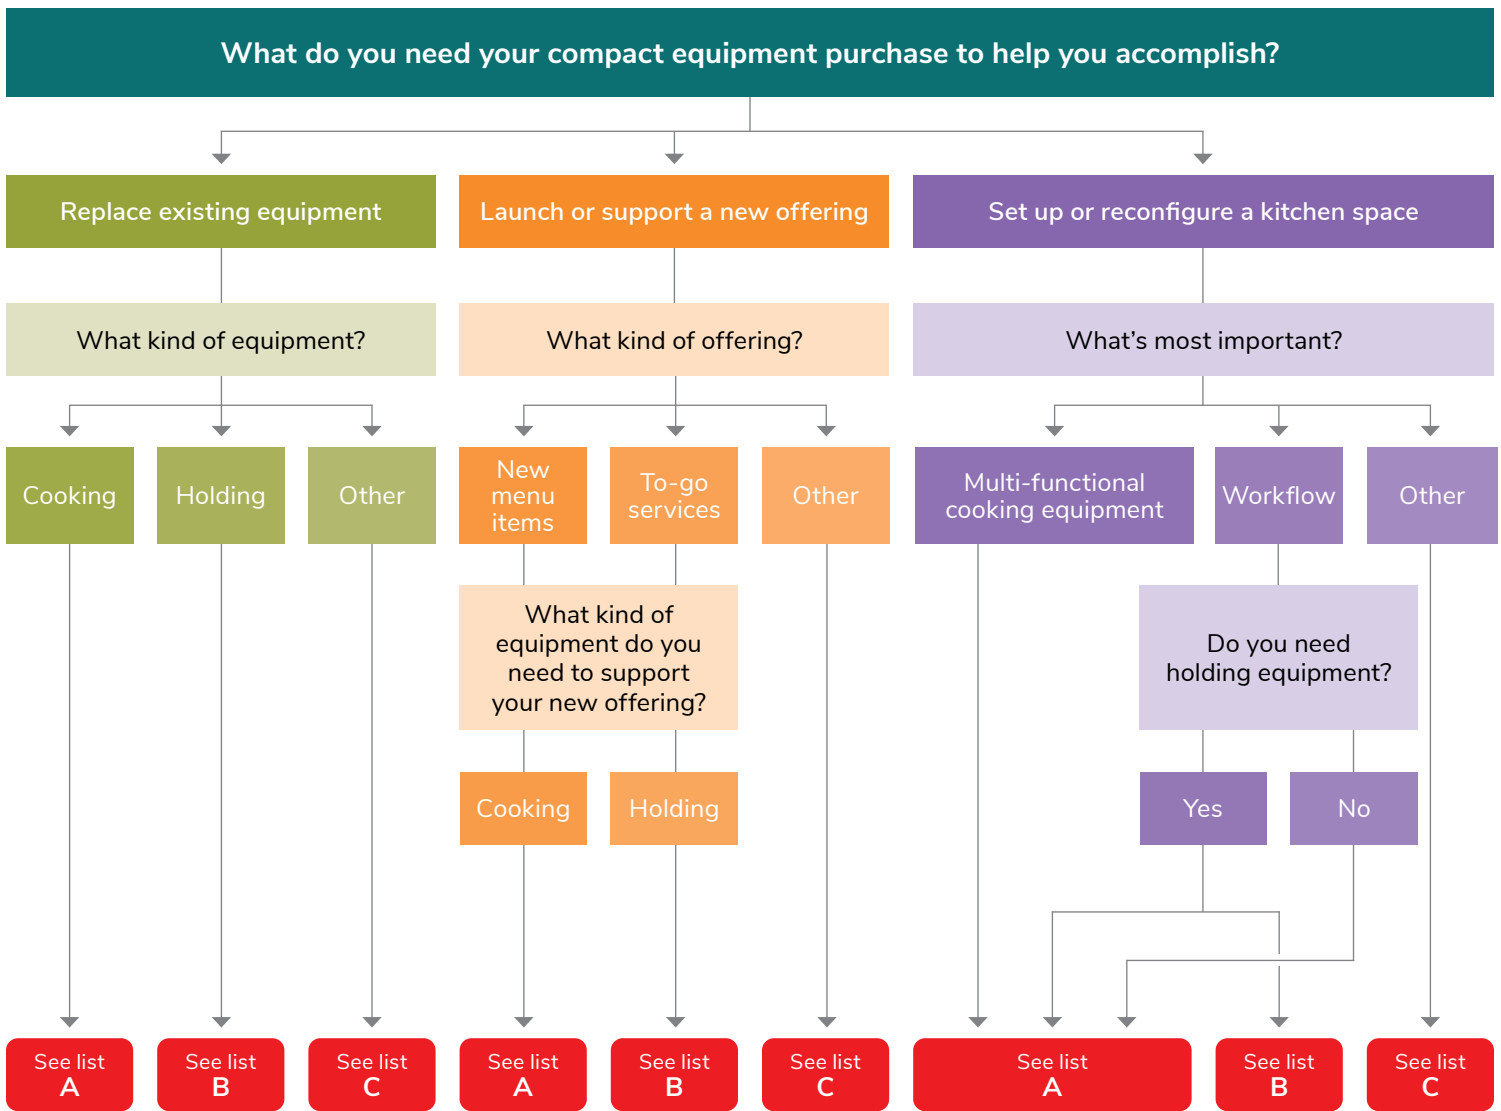 What do you need your compact equipment purchase to help you accomplish?
Replace existing equipment
Launch or support a new offering
Set up or reconfigure a kitchen space
What kind of equipment?
What kind of offering?
What’s most important?
Cooking
Holding
Other
New
menu
items
To-go
services
Other
Multi-functional
cooking equipment
Workflow
Other
What kind of
equipment do you
need to support
your new offering?
Do you need
holding equipment?
Cooking
Holding
Yes
No
See list
A
See list
B
See list
C
See list
A
See list
B
See list
C
See list
A
See list
B
See list
C